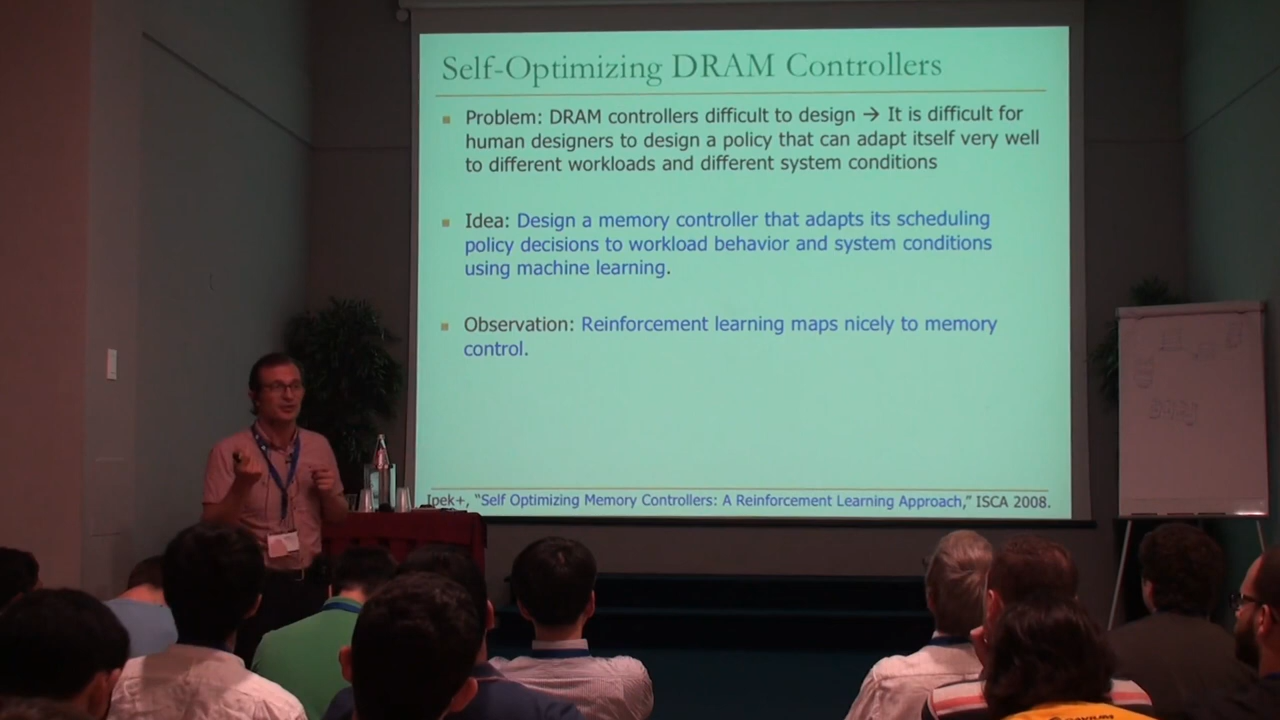 Self-Optimizing DRAM Controllers
Problem: DRAM controllers difficult to design → It is difficult for
human designers to design a policy that can adapt itself very well
to different workloads and different system conditions
Idea: Design a memory controller that adapts its scheduling
policy decisions to workload behavior and system conditions
using machine learning.
Observation: Reinforcement learning maps nicely to memory
control.
Ipek+, “Self Optimizing Memory Controllers: A Reinforcement Learning Approach,” ISCA 2008.